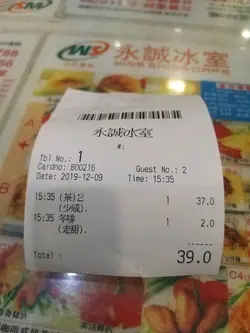 永誠冰室
永誠冰室
#:
Tbl No.: 1
Cardno: 800216
Guest No.: 2
Date: 2019-12-09
Time: 15:35
15:35 (茶)2 1 37.0
(少咸).
15:35 冬啡 1 2.0
(走甜).
Total: 39.0